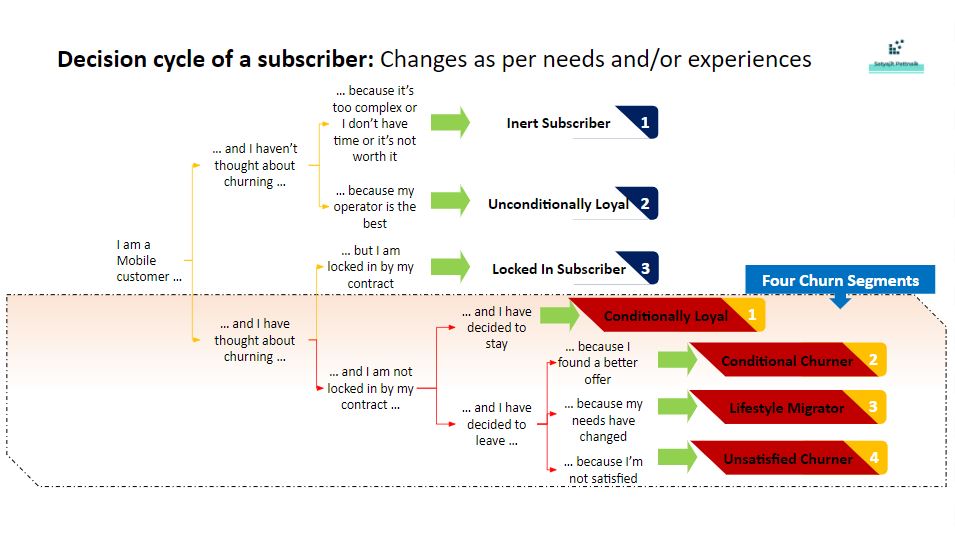 Decision cycle of a subscriber: Changes as per needs and/or experiences
Satyajit Pattnaik
I am a
Mobile
customer ...
... and I haven't
thought about
churning ...
... because it's
too complex or
I don't have
time or it's not
worth it
Inert Subscriber
1
... because my
operator is the
best
Unconditionally Loyal
2
... and I have
thought about
churning ...
... but I am
locked in by my
contract
Locked In Subscriber
3
Four Churn Segments
... and I am not
locked in by my
contract ...
... and I have
decided to
stay
Conditionally Loyal
1
... and I have
decided to
leave ...
... because I
found a better
offer
Conditional Churner
2
... because my
needs have
changed
Lifestyle Migrator
3
... because I'm
not satisfied
Unsatisfied Churner
4